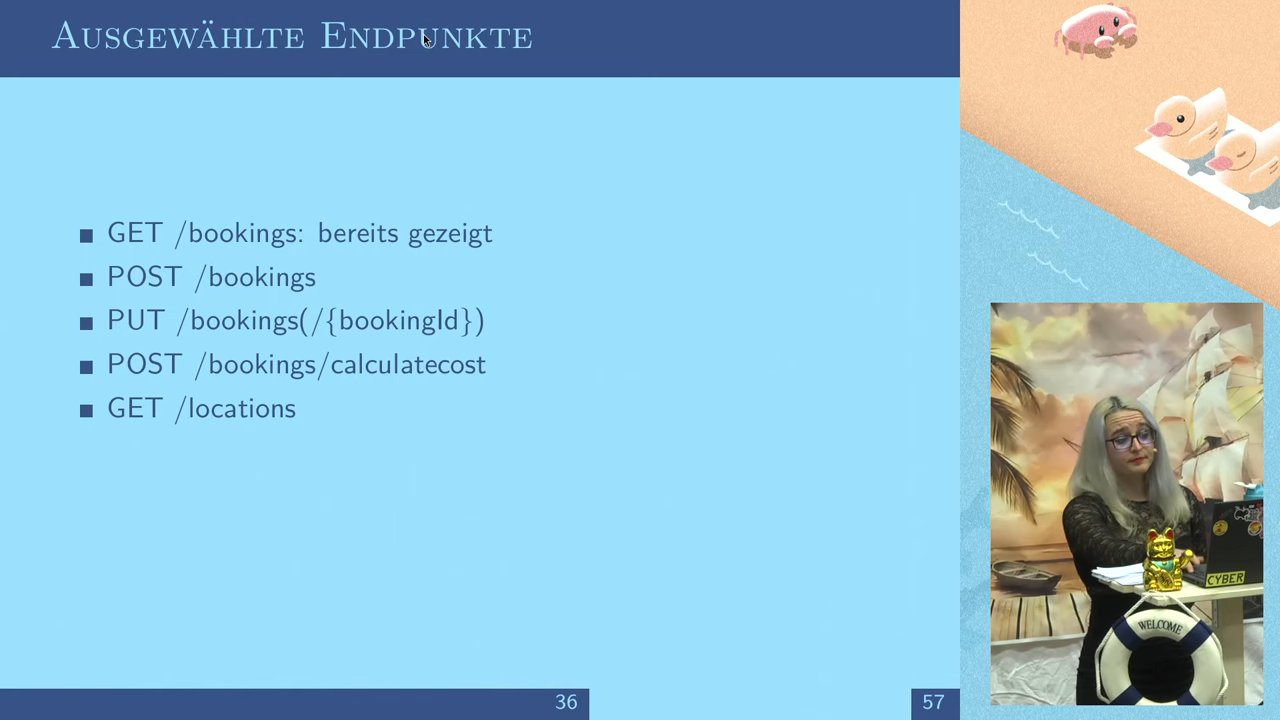 Ausgewählte Endpunkte
GET /bookings: bereits gezeigt
POST /bookings
PUT /bookings(/{bookingId})
POST /bookings/calculatecost
GET /locations
36
57
CYBER
WELCOME